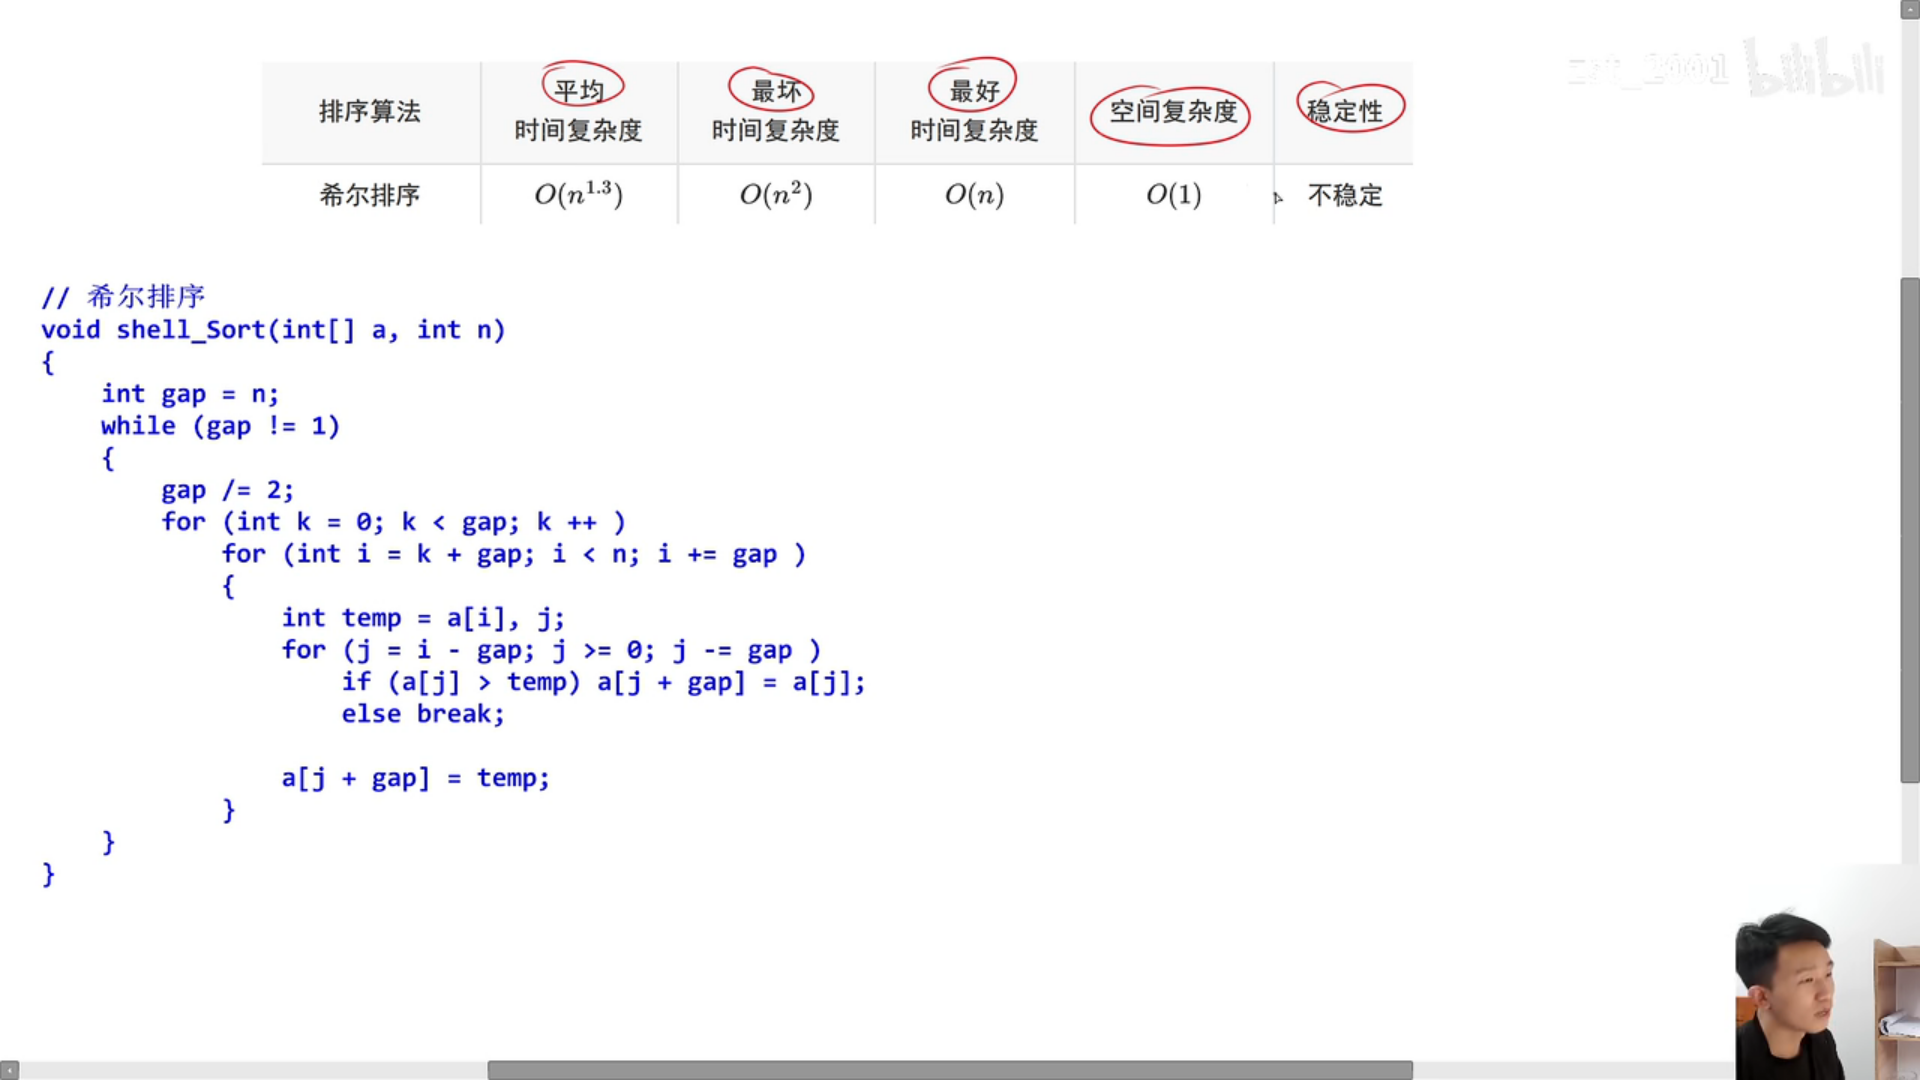 bilibili
排序算法 平均时间复杂度 最坏时间复杂度 最好时间复杂度 空间复杂度 稳定性
希尔排序 O(n^{1.3}) O(n^2) O(n) O(1) 不稳定
// 希尔排序
void shell_Sort(int[] a, int n)
{
    int gap = n;
    while (gap != 1)
    {
        gap /= 2;
        for (int k = 0; k < gap; k ++ )
            for (int i = k + gap; i < n; i += gap )
            {
                int temp = a[i], j;
                for (j = i - gap; j >= 0; j -= gap )
                    if (a[j] > temp) a[j + gap] = a[j];
                    else break;
                a[j + gap] = temp;
            }
    }
}